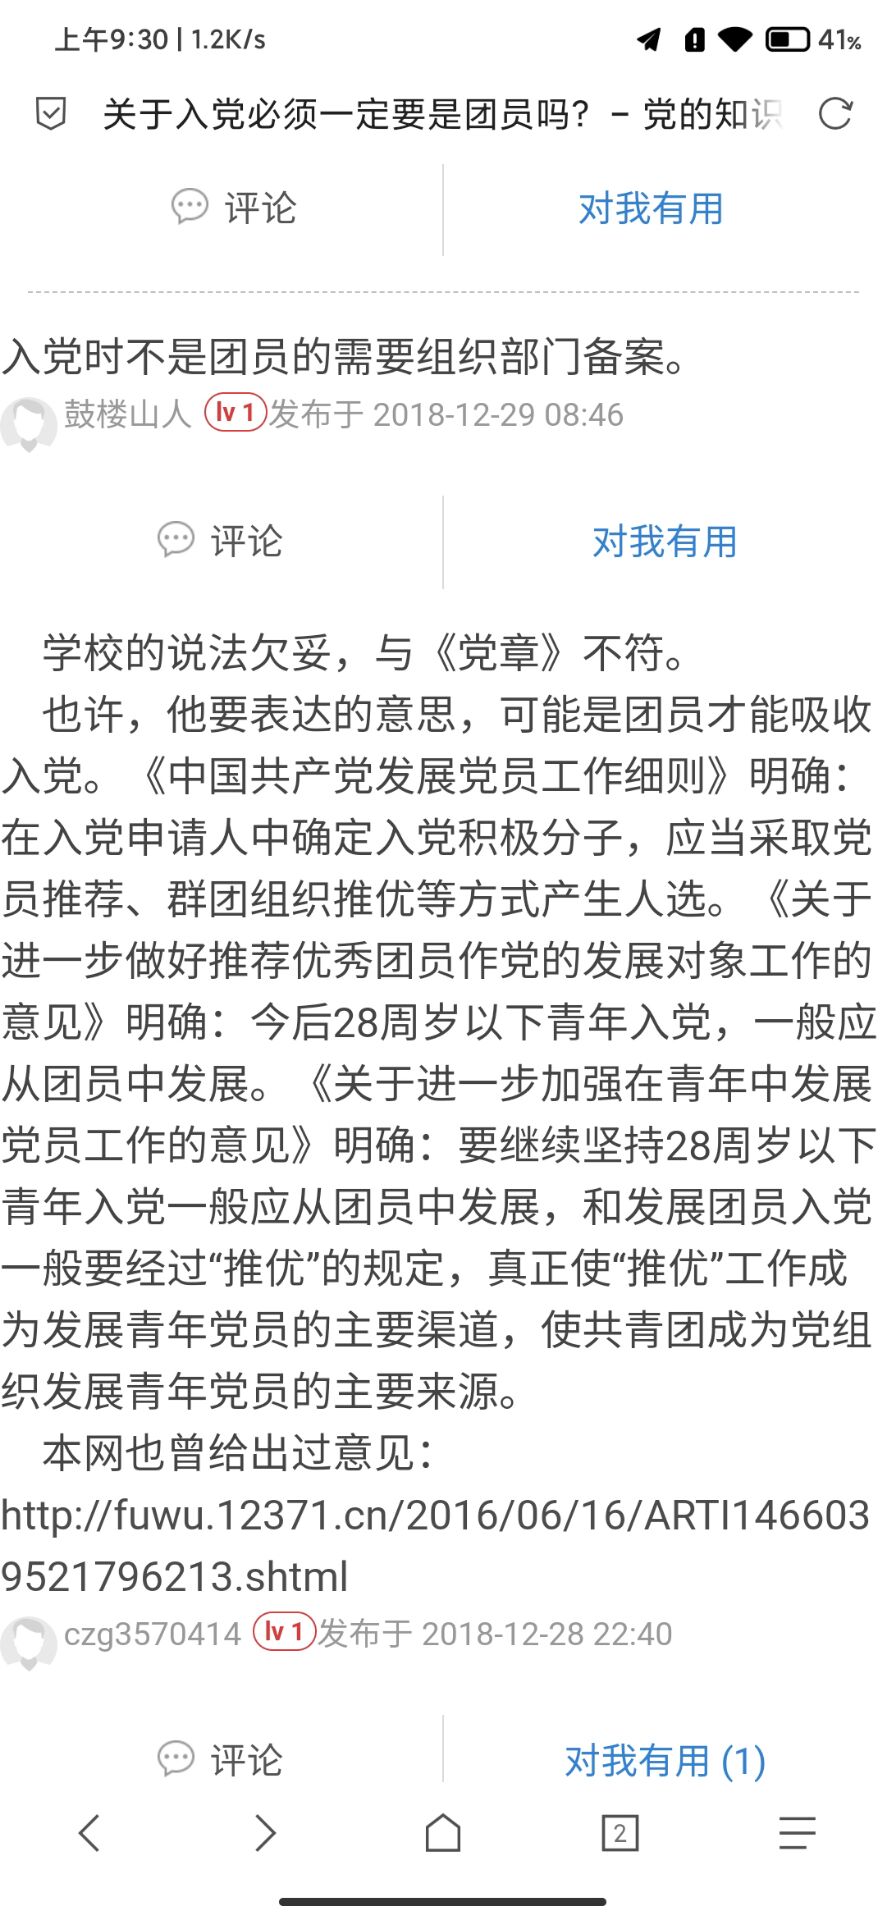 上午9:30 | 1.2K/s
41%
关于入党必须一定要是团员吗？ – 党的知识
评论
对我有用
入党时不是团员的需要组织部门备案。
鼓楼山人 lv 1 发布于 2018-12-29 08:46
评论
对我有用
学校的说法欠妥，与《党章》不符。
也许，他要表达的意思，可能是团员才能吸收
入党。《中国共产党发展党员工作细则》明确：
在入党申请人中确定入党积极分子，应当采取党
员推荐、群团组织推优等方式产生人选。《关于
进一步做好推荐优秀团员作党的发展对象工作的
意见》明确：今后28周岁以下青年入党，一般应
从团员中发展。《关于进一步加强在青年中发展
党员工作的意见》明确：要继续坚持28周岁以下
青年入党一般应从团员中发展，和发展团员入党
一般要经过“推优”的规定，真正使“推优”工作成
为发展青年党员的主要渠道，使共青团成为党组
织发展青年党员的主要来源。
本网也曾给出过意见：
http://fuwu.12371.cn/2016/06/16/ARTI146603
9521796213.shtml
czg3570414 lv 1 发布于 2018-12-28 22:40
评论
对我有用 (1)
2